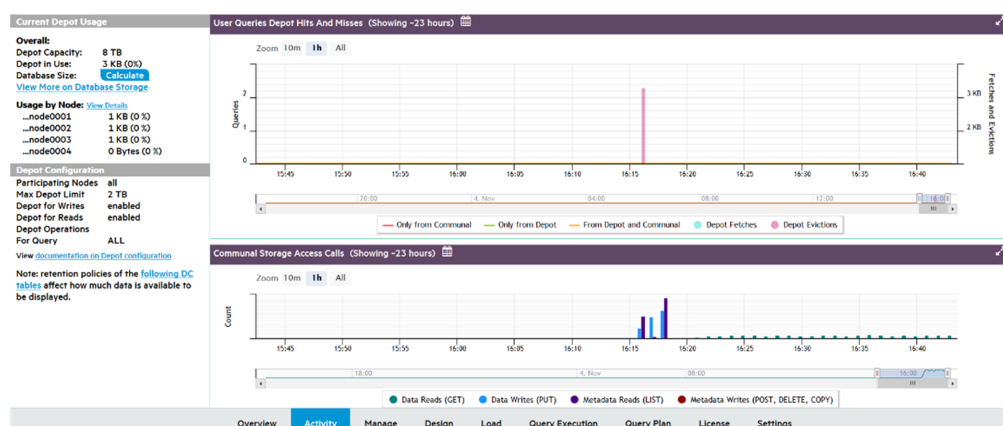 Current Depot Usage
Overall:
Depot Capacity: 8 TB
Depot in Use: 3 KB (0%)
Database Size: Calculate
View More on Database Storage
Usage by Node: View Details
...node0001 1 KB (0 %)
...node0002 1 KB (0 %)
...node0003 1 KB (0 %)
...node0004 0 Bytes (0 %)
Depot Configuration
Participating Nodes all
Max Depot Limit 2 TB
Depot for Writes enabled
Depot for Reads enabled
Depot Operations
For Query ALL
View documentation on Depot configuration
Note: retention policies of the following DC
tables affect how much data is available to
be displayed.
User Queries Depot Hits And Misses (Showing ~23 hours)
Zoom 10m 1h All
Queries
2
1
0
3 KB
2 KB
Fetches and Evictions
15:45 15:50 15:55 16:00 16:05 16:10 16:15 16:20 16:25 16:30 16:35 16:40
20:00 4. Nov 04:00 08:00 12:00 16:00
Only from Communal Only from Depot From Depot and Communal Depot Fetches Depot Evictions
Communal Storage Access Calls (Showing ~23 hours)
Zoom 10m 1h All
Count
15:45 15:50 15:55 16:00 16:05 16:10 16:15 16:20 16:25 16:30 16:35 16:40
18:00 4. Nov 08:00 16:00
Data Reads (GET) Data Writes (PUT) Metadata Reads (LIST) Metadata Writes (POST, DELETE, COPY)
Overview Activity Manage Design Load Query Execution Query Plan License Settings